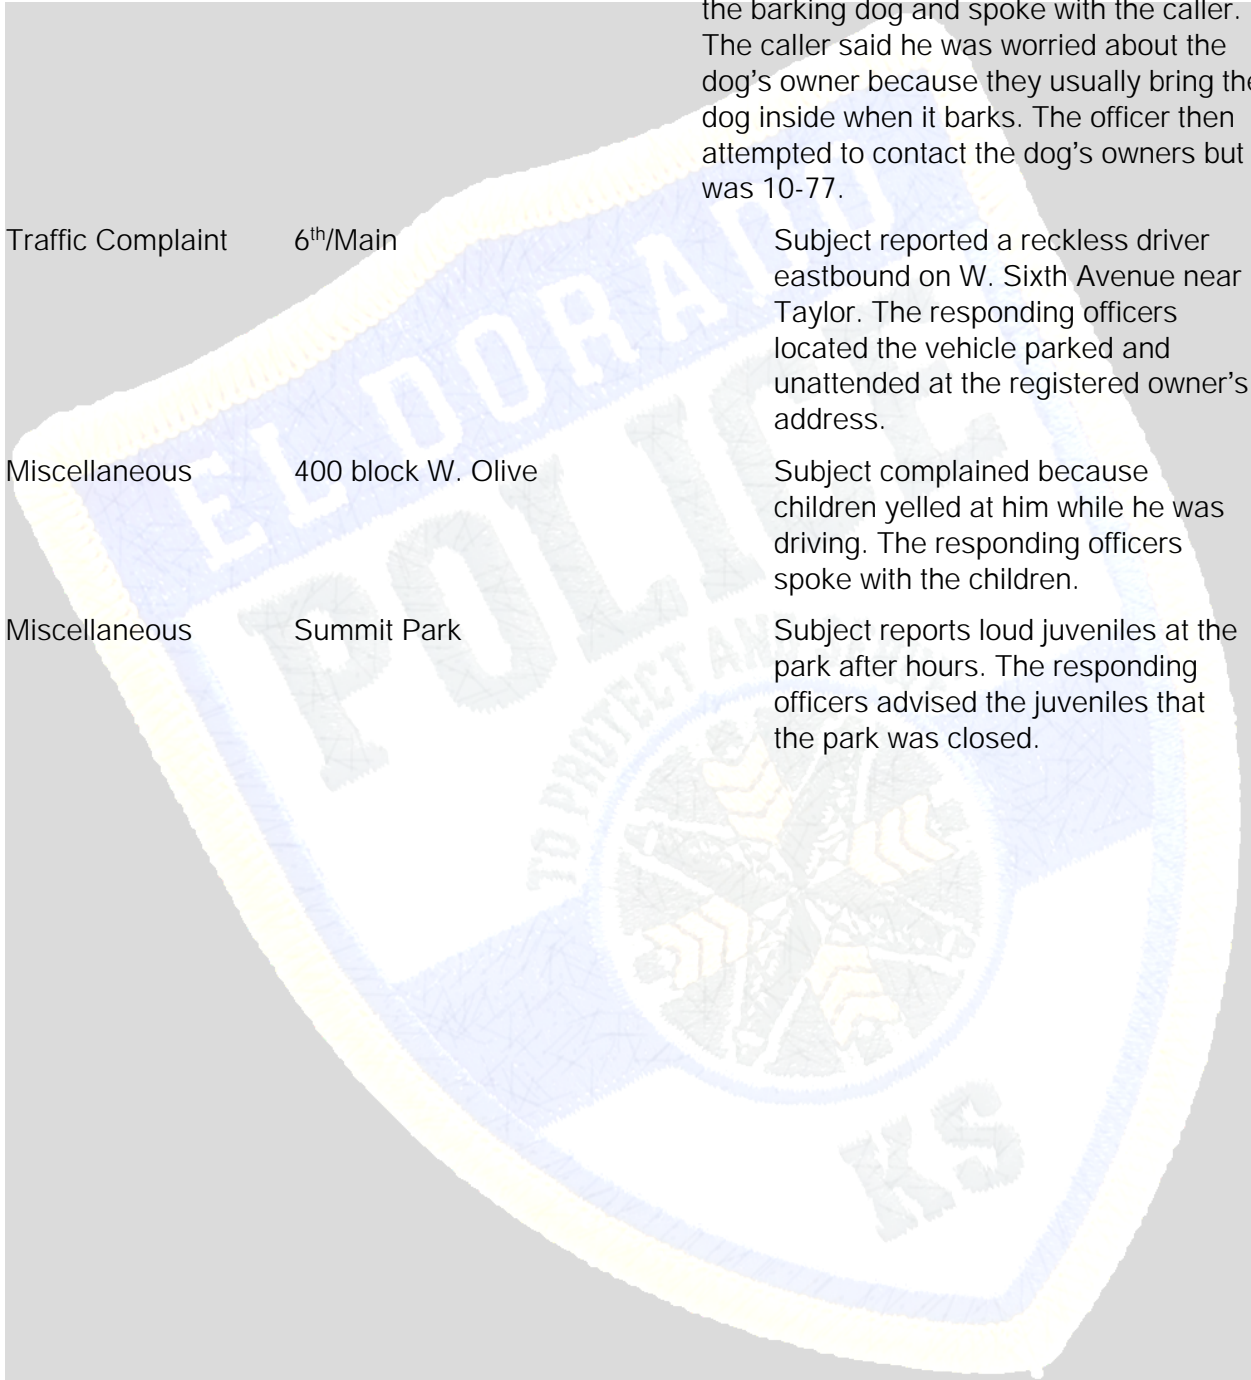 the barking dog and spoke with the caller.
The caller said he was worried about the
dog's owner because they usually bring the
dog inside when it barks. The officer then
attempted to contact the dog's owners but
was 10-77.
Traffic Complaint 6th/Main Subject reported a reckless driver
eastbound on W. Sixth Avenue near
Taylor. The responding officers
located the vehicle parked and
unattended at the registered owner's
address.
Miscellaneous 400 block W. Olive Subject complained because
children yelled at him while he was
driving. The responding officers
spoke with the children.
Miscellaneous Summit Park Subject reports loud juveniles at the
park after hours. The responding
officers advised the juveniles that
the park was closed.
EL DORADO
POLICE
TO PROTECT AND
KS